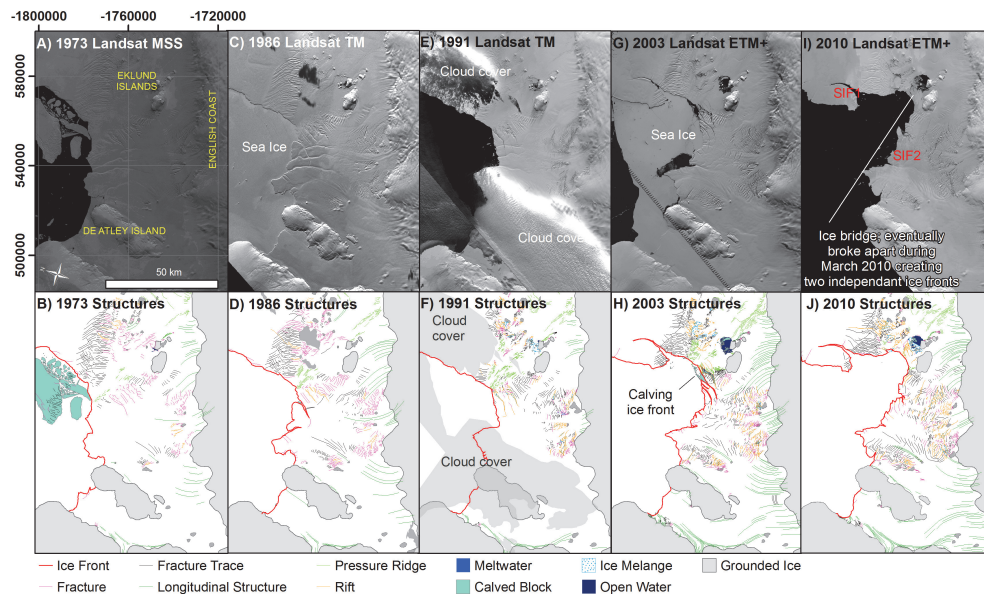 -1800000 -1760000 -1720000
A) 1973 Landsat MSS
C) 1986 Landsat TM
E) 1991 Landsat TM
G) 2003 Landsat ETM+
I) 2010 Landsat ETM+
580000
540000
500000
EKLUND
ISLANDS
ENGLISH COAST
DE ATLEY ISLAND
50 km
Sea Ice
Cloud cover
Cloud cover
Sea Ice
SIF1
SIF2
Ice bridge, eventually
broke apart during
March 2010 creating
two independant ice fronts
B) 1973 Structures
D) 1986 Structures
F) 1991 Structures
H) 2003 Structures
J) 2010 Structures
Cloud
cover
Cloud cover
Calving
ice front
Ice Front
Fracture Trace
Pressure Ridge
Meltwater
Ice Melange
Grounded Ice
Fracture
Longitudinal Structure
Rift
Calved Block
Open Water